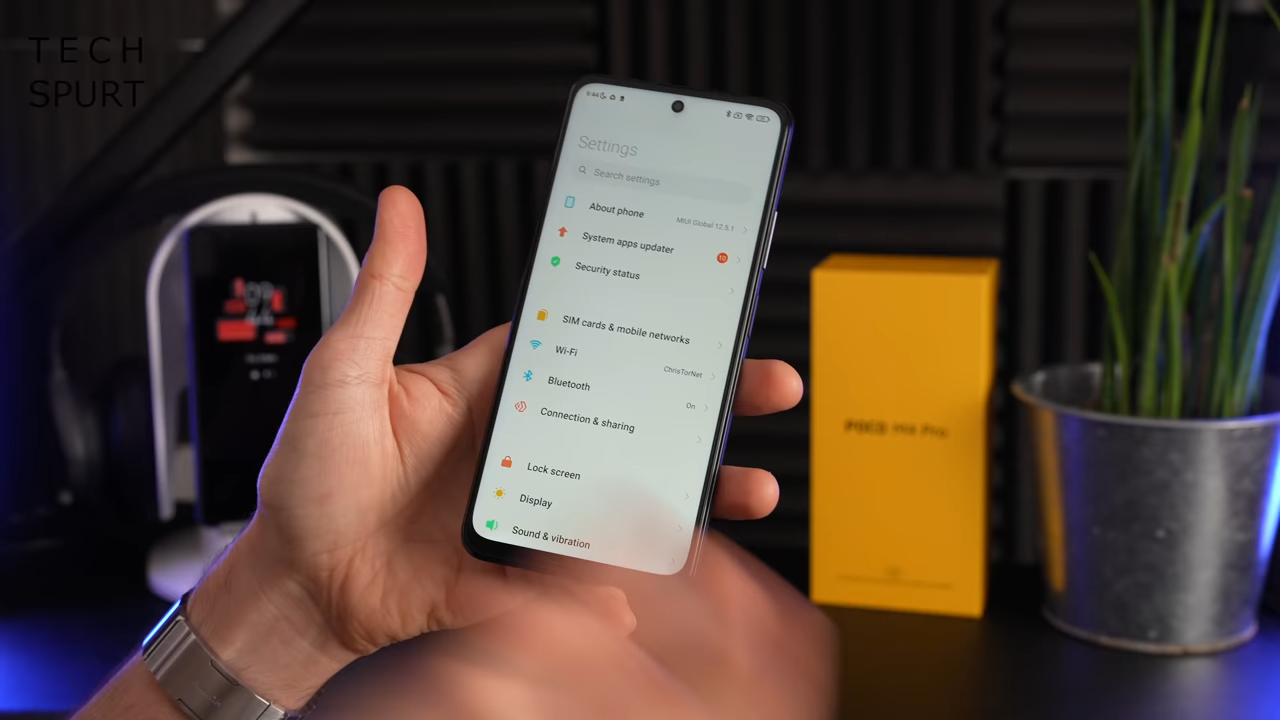 TECH
SPURT
Settings
Search settings
About phone
MIUI Global 12.5.1
System apps updater
10
Security status
SIM cards & mobile networks
Wi-Fi
ChrisTorNet
Bluetooth
On
Connection & sharing
Lock screen
Display
Sound & vibration
POCO M4 Pro